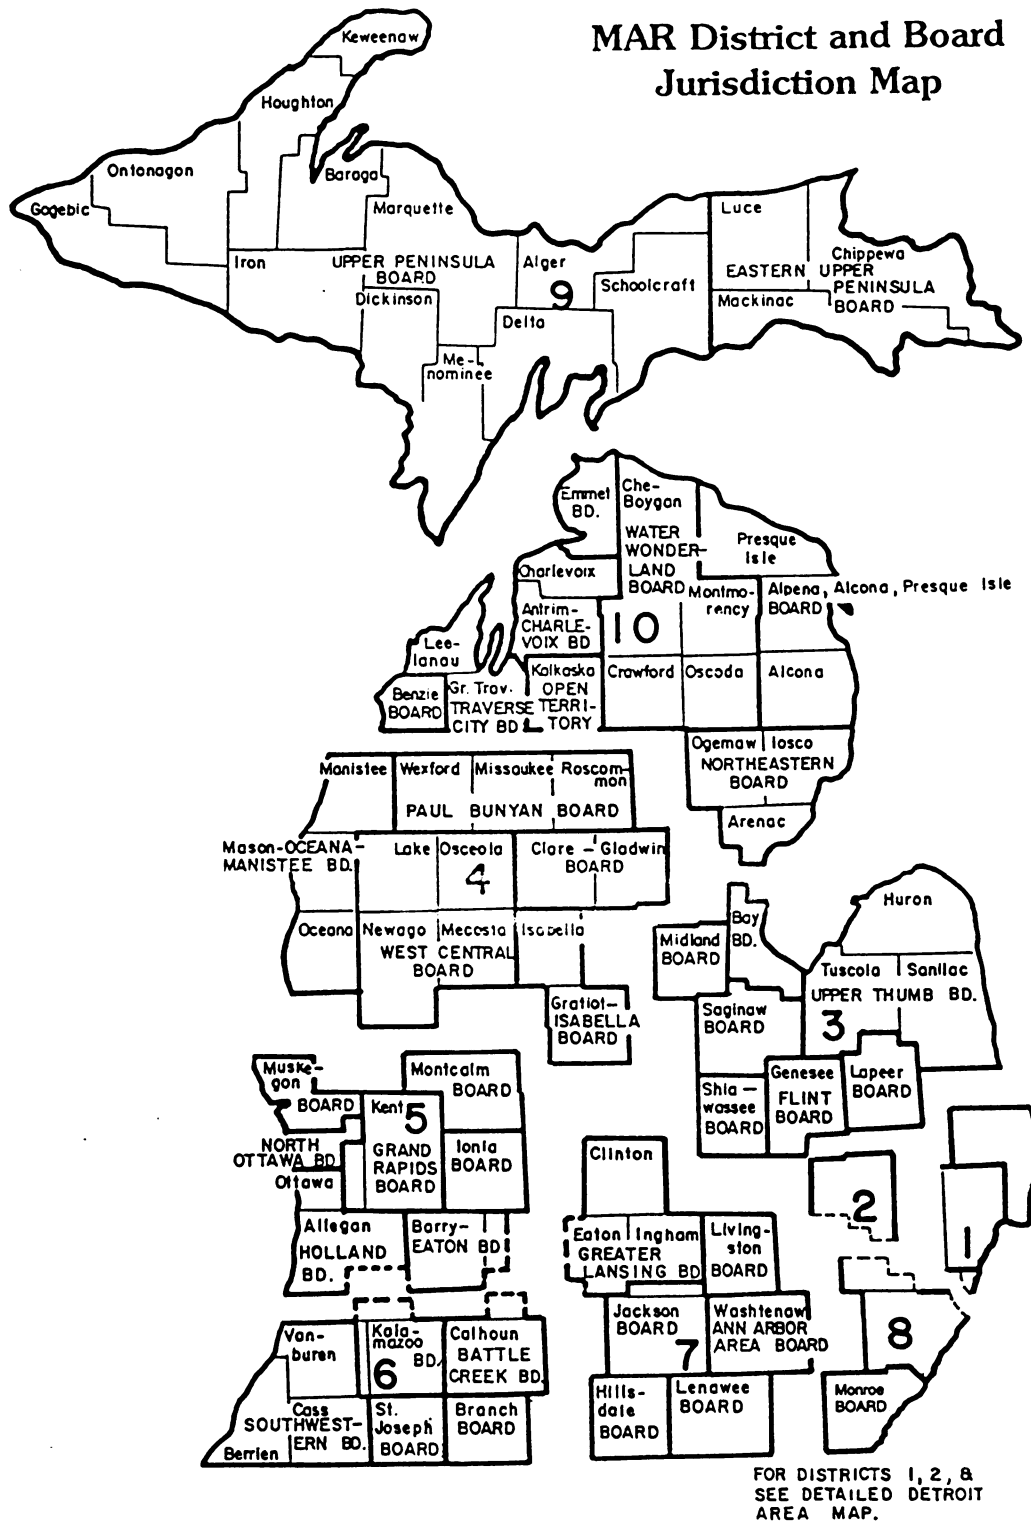 MAR District and Board
Jurisdiction Map
Keweenaw
Houghton
Ontonagon
Baraga
Gogebic
Marquette
Luce
Iron
UPPER PENINSULA
BOARD
Alger
9
Chippewa
EASTERN UPPER
PENINSULA
BOARD
Schoolcraft
Mackinac
Dickinson
Delta
Me-
nominee
Emmet
BD.
Che-
Boygan
WATER
WONDER-
LAND
BOARD
Presque
Isle
Charlevoix
Montmo-
rency
Alpena, Alcona, Presque Isle
BOARD
Antrim-
CHARLE-
VOIX BD
10
Lee-
lanau
Kalkaska
OPEN
TERRI-
TORY
Crawford
Oscoda
Alcona
Benzie
BOARD
Gr. Trav.
TRAVERSE
CITY BD
Ogemaw
Iosco
NORTHEASTERN
BOARD
Arenac
Manistee
Wexford
Missaukee
Roscom-
mon
PAUL BUNYAN BOARD
Mason-OCEANA-
MANISTEE BD.
Lake
Osceola
4
Clare - Gladwin
BOARD
Oceana
Newago
Mecosta
Isabella
WEST CENTRAL
BOARD
Gratiot-
ISABELLA
BOARD
Huron
Bay
BD.
Midland
BOARD
Tuscola
Sanilac
UPPER THUMB BD.
3
Saginaw
BOARD
Genesee
FLINT
BOARD
Lapeer
BOARD
Shia-
wassee
BOARD
Muske-
gon
BOARD
Montcalm
BOARD
Kent
5
GRAND
RAPIDS
BOARD
Ionia
BOARD
NORTH
OTTAWA BD
Ottawa
Allegan
HOLLAND
BD.
Barry-
EATON BD
Clinton
Eaton
Ingham
GREATER
LANSING BD
Living-
ston
BOARD
2
1
Jackson
BOARD
7
Washtenaw
ANN ARBOR
AREA BOARD
8
Van-
buren
Kala-
mazoo
BD.
6
Calhoun
BATTLE
CREEK BD.
Cass
SOUTHWEST-
ERN BD.
Berrien
St.
Joseph
BOARD
Branch
BOARD
Hills-
dale
BOARD
Lenawee
BOARD
Monroe
BOARD
FOR DISTRICTS 1, 2, &
SEE DETAILED DETROIT
AREA MAP.